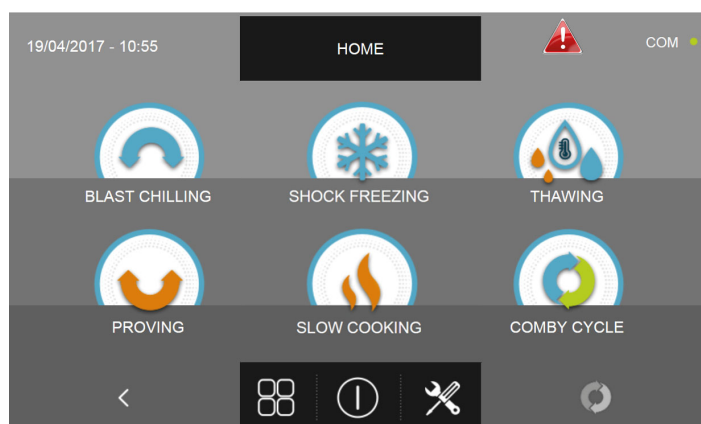 19/04/2017 - 10:55
HOME
COM
BLAST CHILLING
SHOCK FREEZING
THAWING
PROVING
SLOW COOKING
COMBY CYCLE